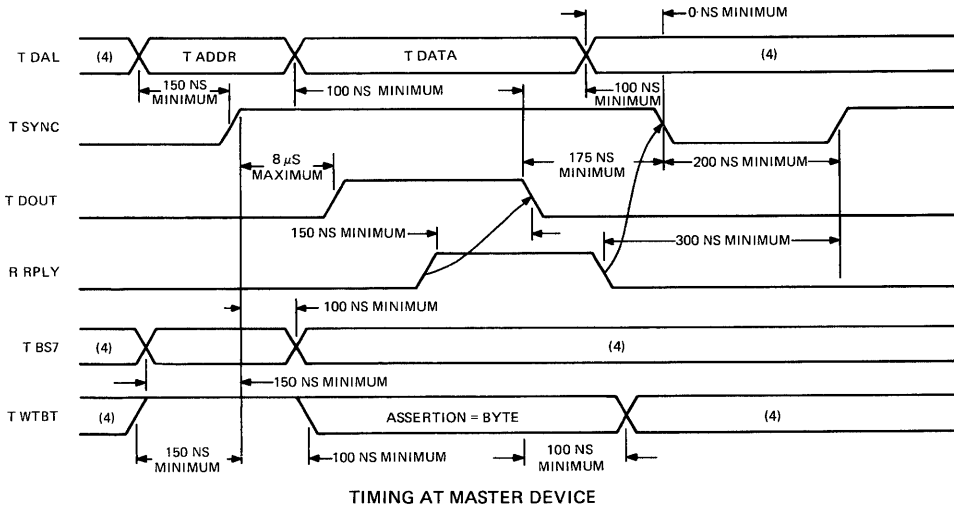 0 NS MINIMUM
T DAL
(4)
T ADDR
T DATA
(4)
150 NS
MINIMUM
100 NS MINIMUM
100 NS
MINIMUM
T SYNC
8 μS
MAXIMUM
175 NS
MINIMUM
200 NS MINIMUM
T DOUT
150 NS MINIMUM
300 NS MINIMUM
R RPLY
100 NS MINIMUM
T BS7
(4)
(4)
150 NS MINIMUM
T WTBT
(4)
ASSERTION = BYTE
(4)
150 NS
MINIMUM
100 NS MINIMUM
100 NS
MINIMUM
TIMING AT MASTER DEVICE